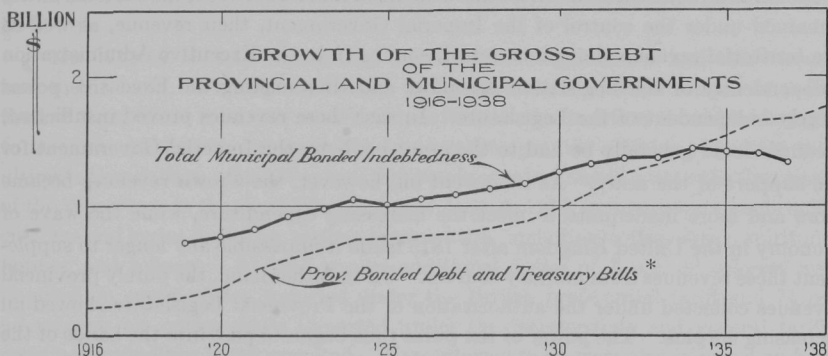 BILLION
$
GROWTH OF THE GROSS DEBT
OF THE
PROVINCIAL AND MUNICIPAL GOVERNMENTS
1916-1938
2
Total Municipal Bonded Indebtedness
1
Prov. Bonded Debt and Treasury Bills *
0
1916 '20 '25 '30 '35 '38